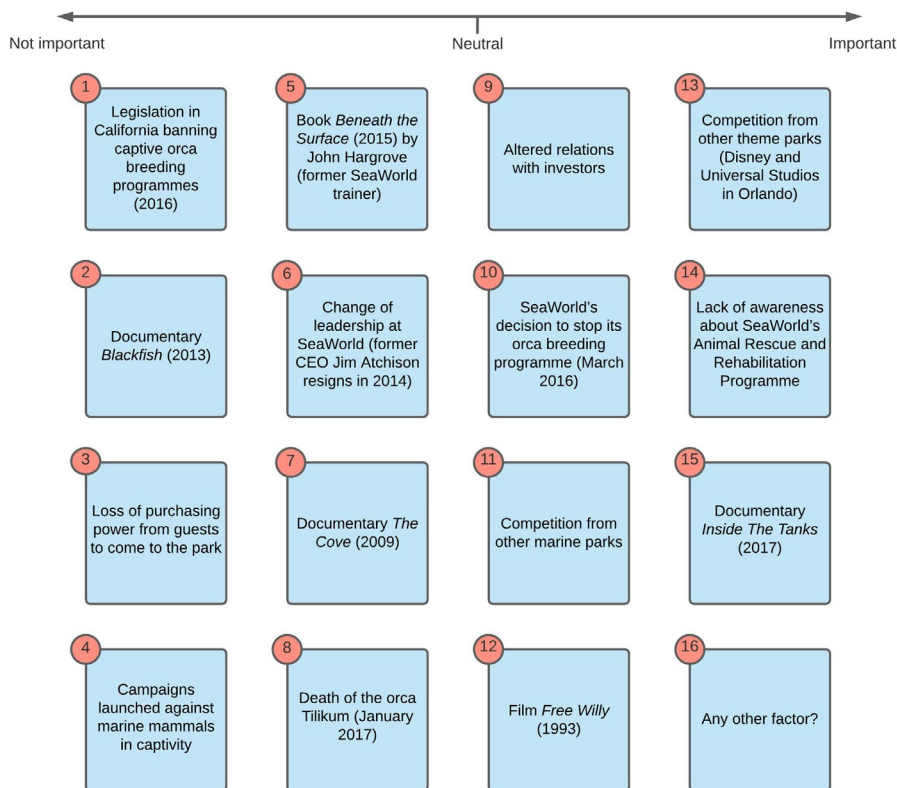 Not important
Neutral
Important
1
Legislation in
California banning
captive orca
breeding
programmes
(2016)
5
Book Beneath the
Surface (2015) by
John Hargrove
(former SeaWorld
trainer)
9
Altered relations
with investors
13
Competition from
other theme parks
(Disney and
Universal Studios
in Orlando)
2
Documentary
Blackfish (2013)
6
Change of
leadership at
SeaWorld (former
CEO Jim Atchison
resigns in 2014)
10
SeaWorld's
decision to stop its
orca breeding
programme (March
2016)
14
Lack of awareness
about SeaWorld's
Animal Rescue and
Rehabilitation
Programme
3
Loss of purchasing
power from guests
to come to the park
7
Documentary The
Cove (2009)
11
Competition from
other marine parks
15
Documentary
Inside The Tanks
(2017)
4
Campaigns
launched against
marine mammals
in captivity
8
Death of the orca
Tilikum (January
2017)
12
Film Free Willy
(1993)
16
Any other factor?